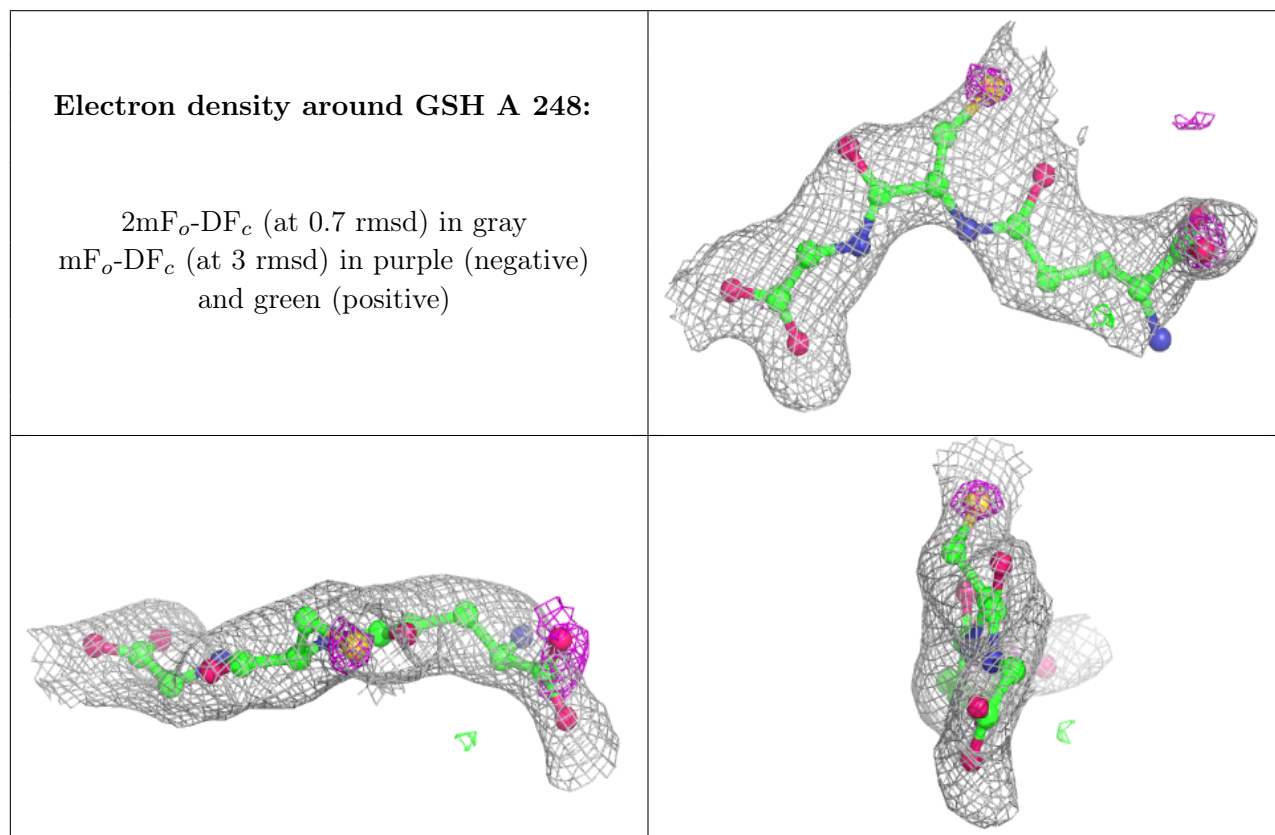 Electron density around GSH A 248:
2mFₒ-DF𝒸 (at 0.7 rmsd) in gray
mFₒ-DF𝒸 (at 3 rmsd) in purple (negative)
and green (positive)